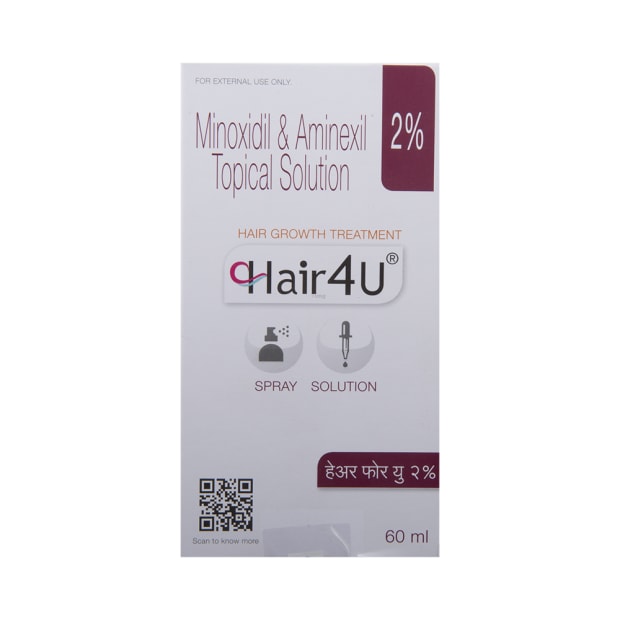 FOR EXTERNAL USE ONLY.
Minoxidil & Aminexil
Topical Solution
2%
HAIR GROWTH TREATMENT
Hair4U®
SPRAY SOLUTION
हेअर फोर यु २%
Scan to know more
60 ml